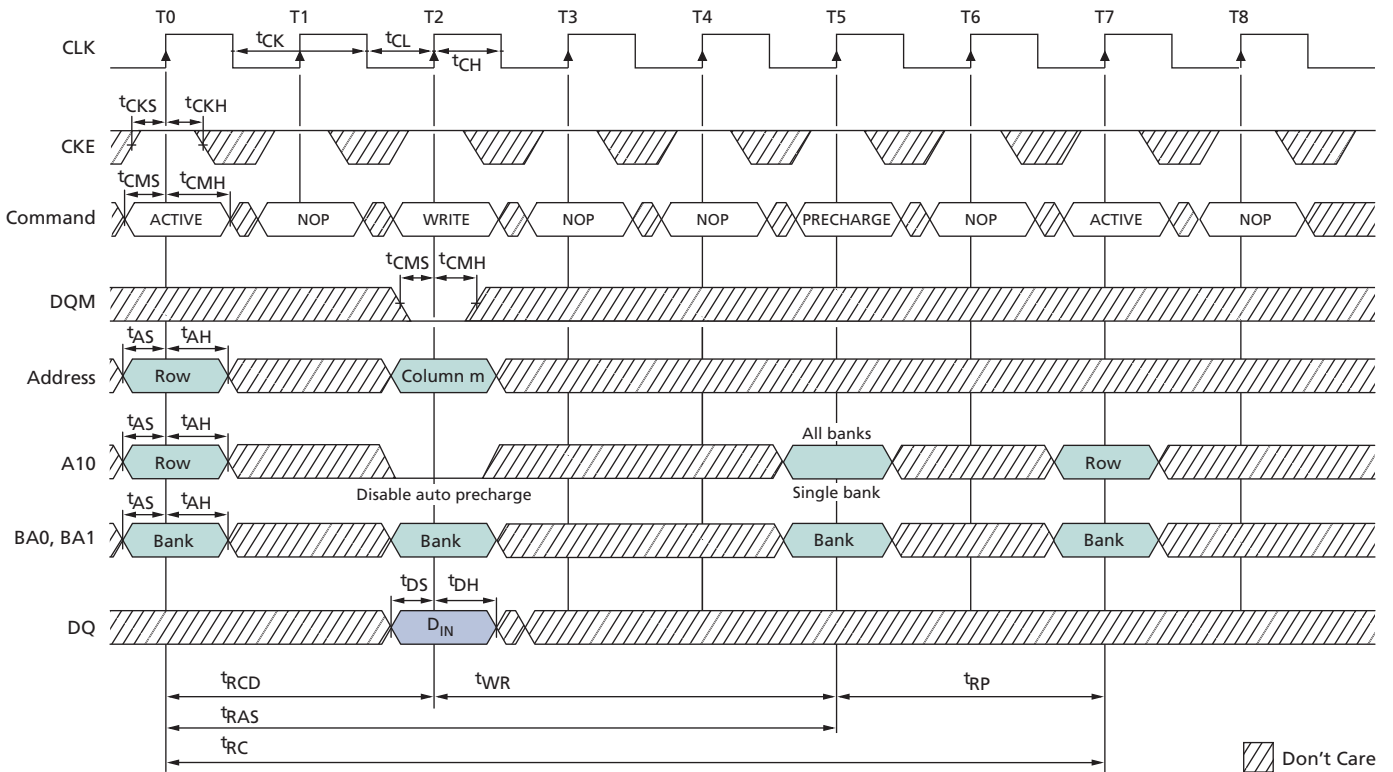 T0 T1 T2 T3 T4 T5 T6 T7 T8
CLK
tCK tCL
tCH
tCKS tCKH
CKE
tCMS tCMH
Command ACTIVE NOP WRITE NOP NOP PRECHARGE NOP ACTIVE NOP
tCMS tCMH
DQM
tAS tAH
Address Row Column m
tAS tAH
All banks
A10 Row Row
Disable auto precharge Single bank
tAS tAH
BA0, BA1 Bank Bank Bank Bank
tDS tDH
DQ DIN
tRCD tWR tRP
tRAS
tRC
Don't Care